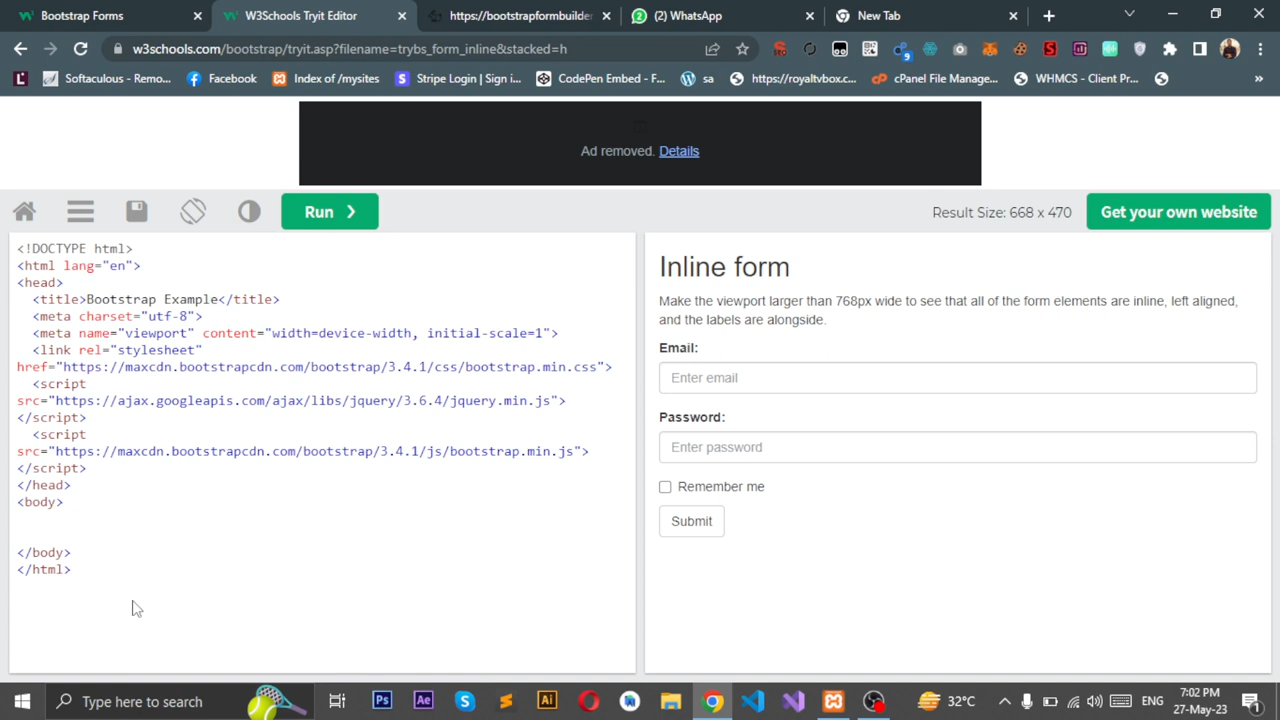 Bootstrap Forms
W3Schools Tryit Editor
https://bootstrapformbuilder
(2) WhatsApp
New Tab
w3schools.com/bootstrap/tryit.asp?filename=trybs_form_inline&stacked=h
9
Softaculous - Remo...
Facebook
Index of /mysites
Stripe Login | Sign i...
CodePen Embed - F...
sa
https://royaltvbox.c...
cPanel File Manage...
WHMCS - Client Pr...
»
Ad removed. Details
Run ❯
Result Size: 668 x 470
Get your own website
<!DOCTYPE html>
<html lang="en">
<head>
<title>Bootstrap Example</title>
<meta charset="utf-8">
<meta name="viewport" content="width=device-width, initial-scale=1">
<link rel="stylesheet"
href="https://maxcdn.bootstrapcdn.com/bootstrap/3.4.1/css/bootstrap.min.css">
<script
src="https://ajax.googleapis.com/ajax/libs/jquery/3.6.4/jquery.min.js">
</script>
<script
src="https://maxcdn.bootstrapcdn.com/bootstrap/3.4.1/js/bootstrap.min.js">
</script>
</head>
<body>
</body>
</html>
Inline form
Make the viewport larger than 768px wide to see that all of the form elements are inline, left aligned,
and the labels are alongside.
Email:
Enter email
Password:
Enter password
Remember me
Submit
Type here to search
Ps
Ae
Ai
32°C
ENG
7:02 PM
27-May-23
1